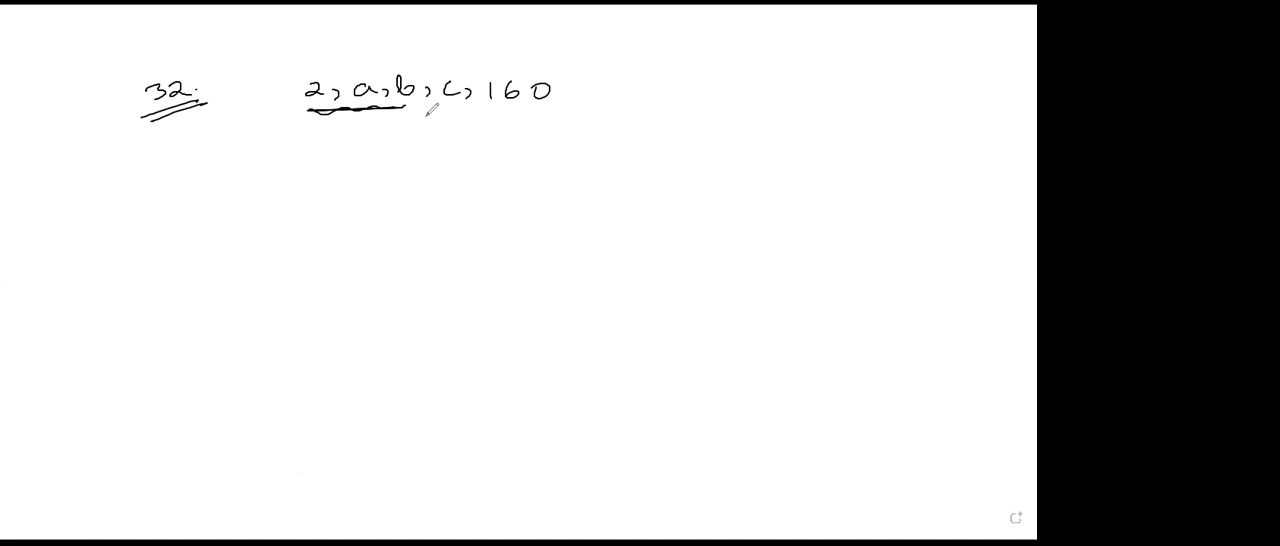 32. 2, a, b, c, 160